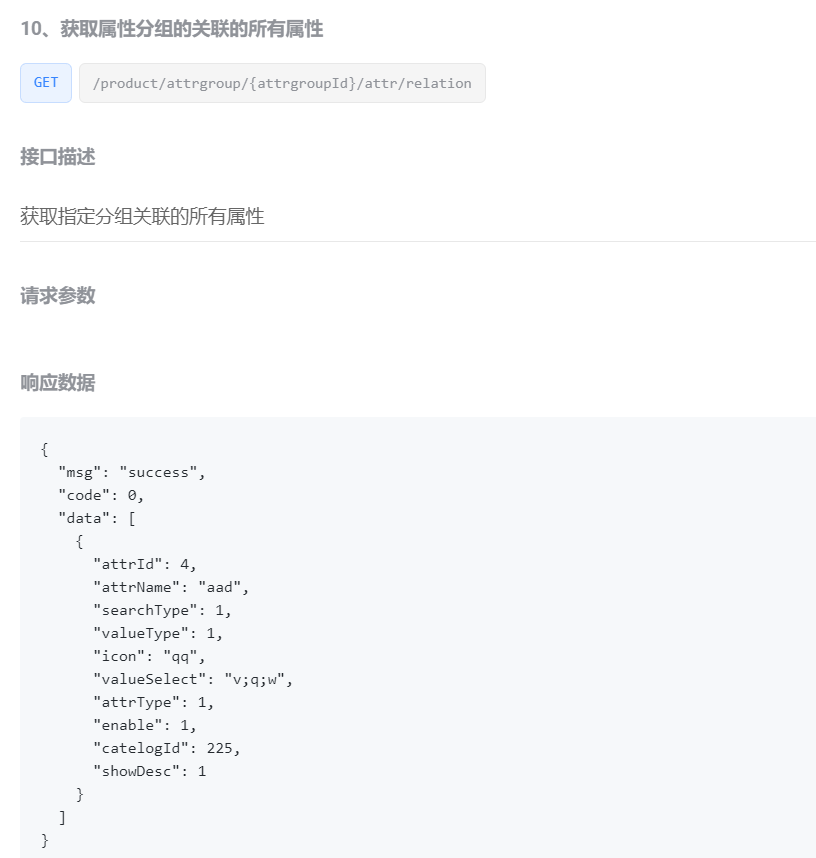 10、获取属性分组的关联的所有属性
GET /product/attrgroup/{attrgroupId}/attr/relation
接口描述
获取指定分组关联的所有属性
请求参数
响应数据
{
  "msg": "success",
  "code": 0,
  "data": [
    {
      "attrId": 4,
      "attrName": "aad",
      "searchType": 1,
      "valueType": 1,
      "icon": "qq",
      "valueSelect": "v;q;w",
      "attrType": 1,
      "enable": 1,
      "catelogId": 225,
      "showDesc": 1
    }
  ]
}